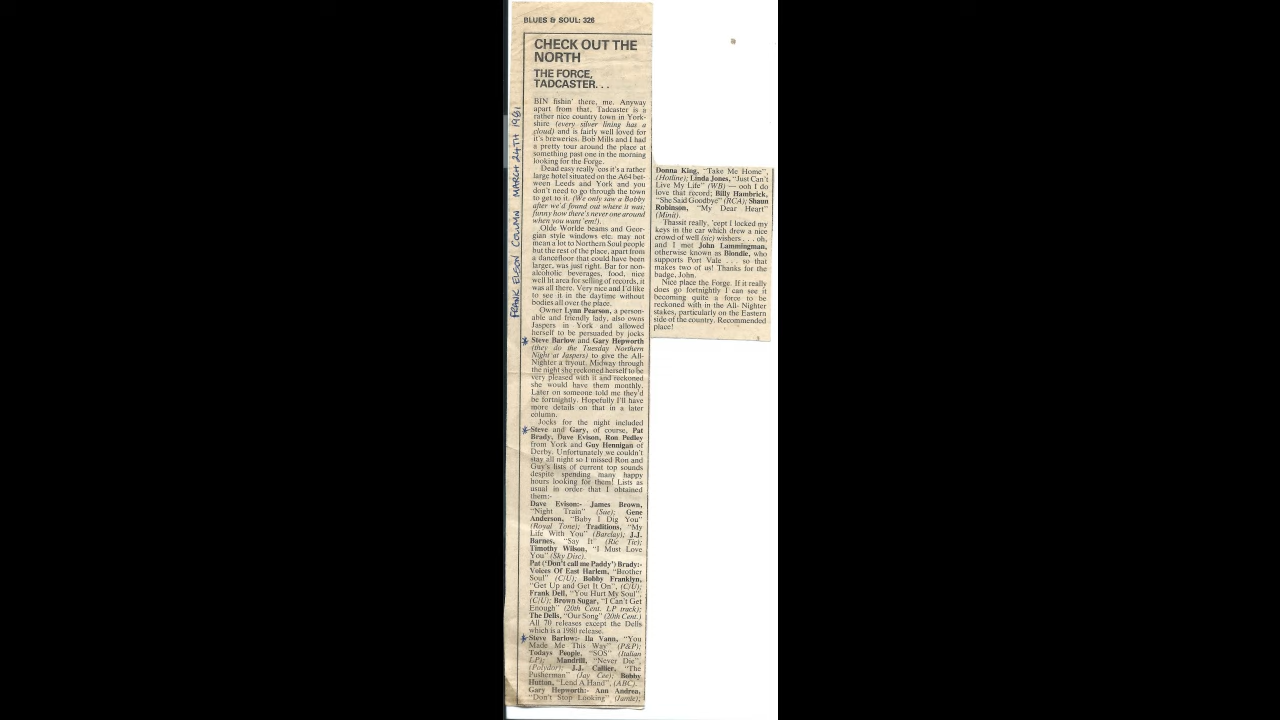 BLUES & SOUL: 326
CHECK OUT THE
NORTH
THE FORCE,
TADCASTER. . .
BIN fishin' there, me. Anyway
apart from that, Tadcaster is a
rather nice country town in York-
shire (every silver lining has a
cloud) and is fairly well loved for
it's breweries. Bob Mills and I had
a pretty tour around the place at
something past one in the morning
looking for the Forge.
Dead easy really 'cos it's a rather
large hotel situated on the A64 bet-
ween Leeds and York and you
don't need to go through the town
to get to it. (We only saw a Bobby
after we'd found out where it was;
funny how there's never one around
when you want 'em!).
Olde Worlde beams and Geor-
gian style windows etc. may not
mean a lot to Northern Soul people
but the rest of the place, apart from
a dancefloor that could have been
larger, was just right. Bar for non-
alcoholic beverages, food, nice
well lit area for selling of records, it
was all there. Very nice and I'd like
to see it in the daytime without
bodies all over the place.
Owner Lynn Pearson, a person-
able and friendly lady, also owns
Jaspers in York and allowed
herself to be persuaded by jocks
Steve Barlow and Gary Hepworth
(they do the Tuesday Northern
Night at Jaspers) to give the All-
Nighter a tryout. Midway through
the night she reckoned herself to be
very pleased with it and reckoned
she would have them monthly.
Later on someone told me they'd
be fortnightly. Hopefully I'll have
more details on that in a later
column.
Jocks for the night included
Steve and Gary, of course, Pat
Brady, Dave Evison, Ron Pedley
from York and Guy Hennigan of
Derby. Unfortunately we couldn't
stay all night so I missed Ron and
Guy's lists of current top sounds
despite spending many happy
hours looking for them! Lists as
usual in order that I obtained
them:-
Dave Evison:- James Brown,
"Night Train" (Sue); Gene
Anderson, "Baby I Dig You"
(Royal Tone); Traditions, "My
Life With You" (Barclay); J.J.
Barnes, "Say It" (Ric Tic);
Timothy Wilson, "I Must Love
You" (Sky Disc).
Pat ('Don't call me Paddy') Brady:-
Voices Of East Harlem, "Brother
Soul" (C/U); Bobby Franklyn,
"Get Up and Get It On", (C/U);
Frank Dell, "You Hurt My Soul",
(C/U); Brown Sugar, "I Can't Get
Enough" (20th Cent. LP track);
The Dells, "Our Song" (20th Cent.)
All 70 releases except the Dells
which is a 1980 release.
Steve Barlow:- Ila Vann, "You
Made Me This Way" (P&P);
Todays People, "SOS" (Italian
LP); Mandrill, "Never Die",
(Polydor); J.J. Callier, "The
Pusherman" (Jay Cee); Bobby
Hutton, "Lend A Hand", (ABC).
Gary Hepworth:- Ann Andrea,
"Don't Stop Looking", (Jamie);
Donna King, "Take Me Home",
(Hotline); Linda Jones, "Just Can't
Live My Life" (WB) — ooh I do
love that record; Billy Hambrick,
"She Said Goodbye" (RCA); Shaun
Robinson, "My Dear Heart"
(Minit).
Thassit really, 'cept I locked my
keys in the car which drew a nice
crowd of well (sic) wishers . . . oh,
and I met John Lammingman,
otherwise known as Blondie, who
supports Port Vale . . . so that
makes two of us! Thanks for the
badge, John.
Nice place the Forge. If it really
does go fortnightly I can see it
becoming quite a force to be
reckoned with in the All- Nighter
stakes, particularly on the Eastern
side of the country. Recommended
place!
FRANK ELSON COLUMN MARCH 24TH 1981